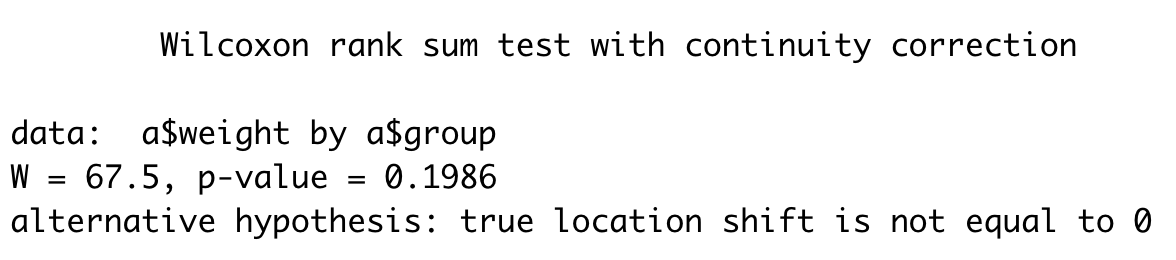 Wilcoxon rank sum test with continuity correction
data:  a$weight by a$group
W = 67.5, p-value = 0.1986
alternative hypothesis: true location shift is not equal to 0